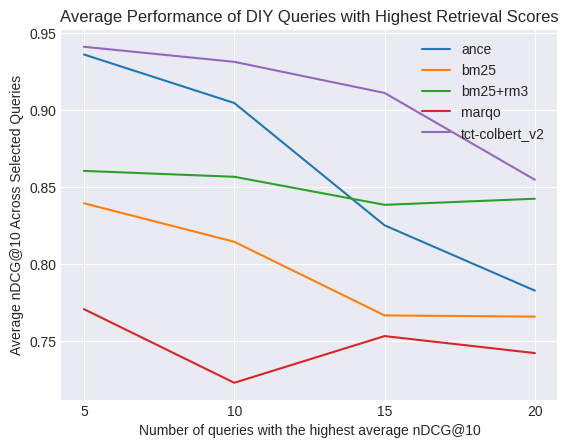 Average Performance of DIY Queries with Highest Retrieval Scores
0.95
0.90
0.85
0.80
0.75
Average nDCG@10 Across Selected Queries
ance
bm25
bm25+rm3
marqo
tct-colbert_v2
5
10
15
20
Number of queries with the highest average nDCG@10